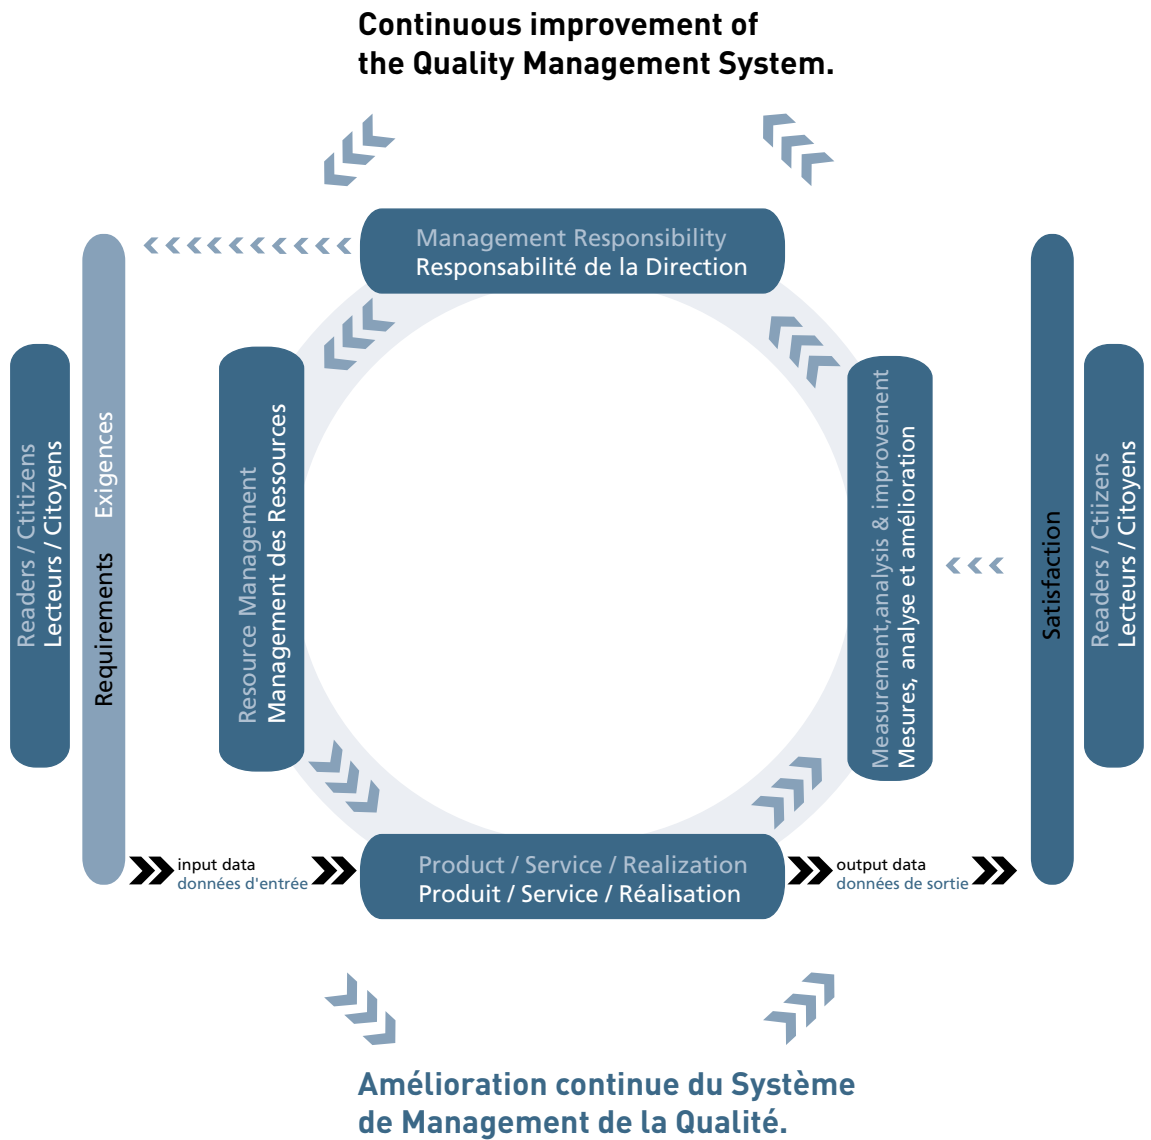 Continuous improvement of
the Quality Management System.
Management Responsibility
Responsabilité de la Direction
Readers / Ctitizens
Lecteurs / Citoyens
Requirements Exigences
Resource Management
Management des Ressources
Measurement,analysis & improvement
Mesures, analyse et amélioration
Satisfaction
Readers / Ctiizens
Lecteurs / Citoyens
input data
données d'entrée
Product / Service / Realization
Produit / Service / Réalisation
output data
données de sortie
Amélioration continue du Système
de Management de la Qualité.